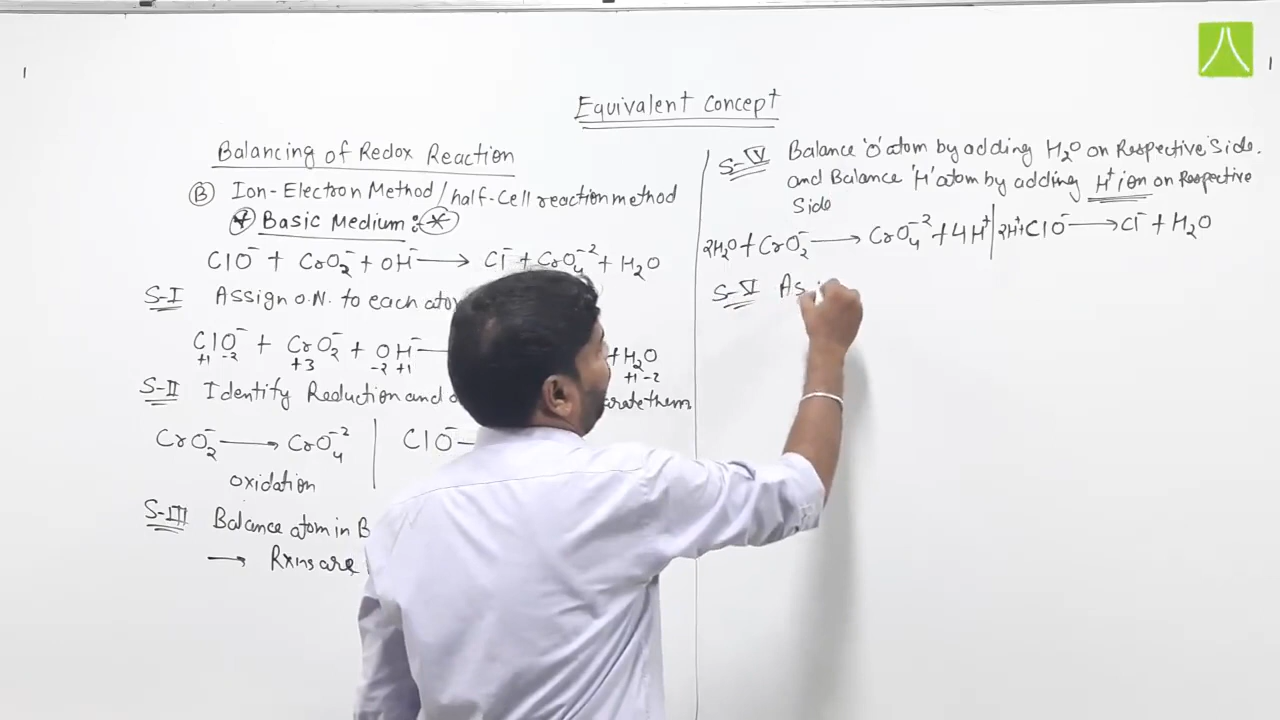 Equivalent Concept
Balancing of Redox Reaction
(B) Ion-Electron Method / half-Cell reaction method
* Basic Medium :- *
ClO⁻ + CrO₂⁻ + OH⁻ → Cl⁻ + CrO₄⁻² + H₂O
S-I Assign O.N. to each
ClO⁻ + CrO₂⁻ + OH⁻ + H₂O
+1 -2 +3 -2 +1 +1 -2
S-II Identify Reduction and them
CrO₂⁻ → CrO₄⁻² | ClO⁻
oxidation
S-III Balance atom in
→ Rxns are
S-IV Balance 'O' atom by adding H₂O on Respective Side.
and Balance 'H' atom by adding H⁺ ion on Respective
Side
2H₂O + CrO₂⁻ → CrO₄⁻² + 4H⁺ | 2H⁺ + ClO⁻ → Cl⁻ + H₂O
S-V As